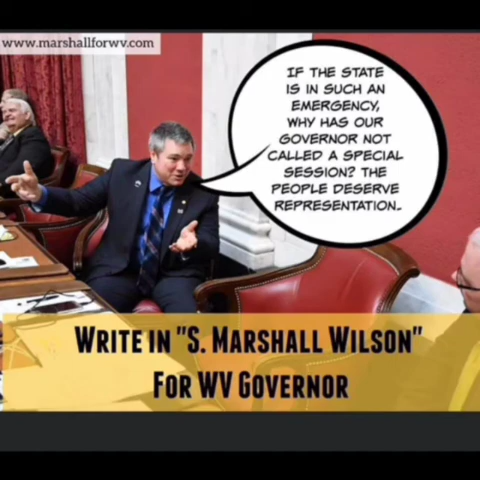 www.marshallforwv.com
IF THE STATE
IS IN SUCH AN
EMERGENCY,
WHY HAS OUR
GOVERNOR NOT
CALLED A SPECIAL
SESSION? THE
PEOPLE DESERVE
REPRESENTATION.
WRITE IN "S. MARSHALL WILSON"
FOR WV GOVERNOR